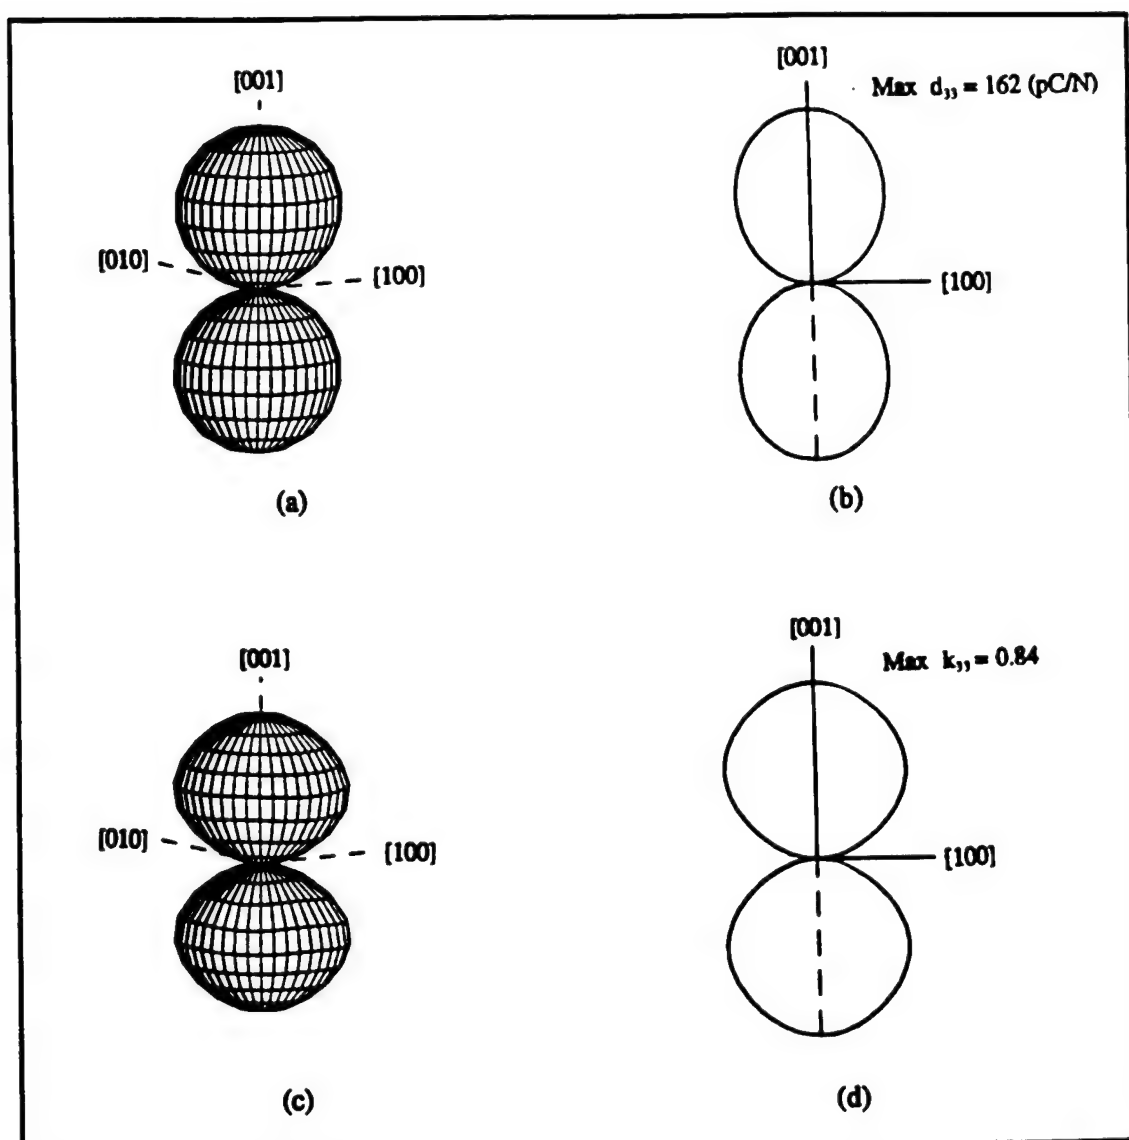 [001]
[010]
[100]
(a)
[001]
Max d₃₃ = 162 (pC/N)
[100]
(b)
[001]
[010]
[100]
(c)
[001]
Max k₃₃ = 0.84
[100]
(d)